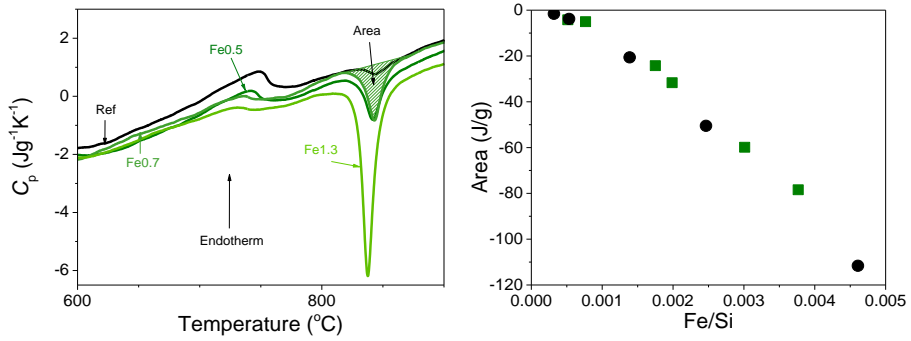 2
0
-2
-4
-6
600
800
Cp (Jg-1K-1)
Temperature (oC)
Ref
Fe0.5
Fe0.7
Fe1.3
Area
Endotherm
0
-20
-40
-60
-80
-100
-120
0.000
0.001
0.002
0.003
0.004
0.005
Area (J/g)
Fe/Si